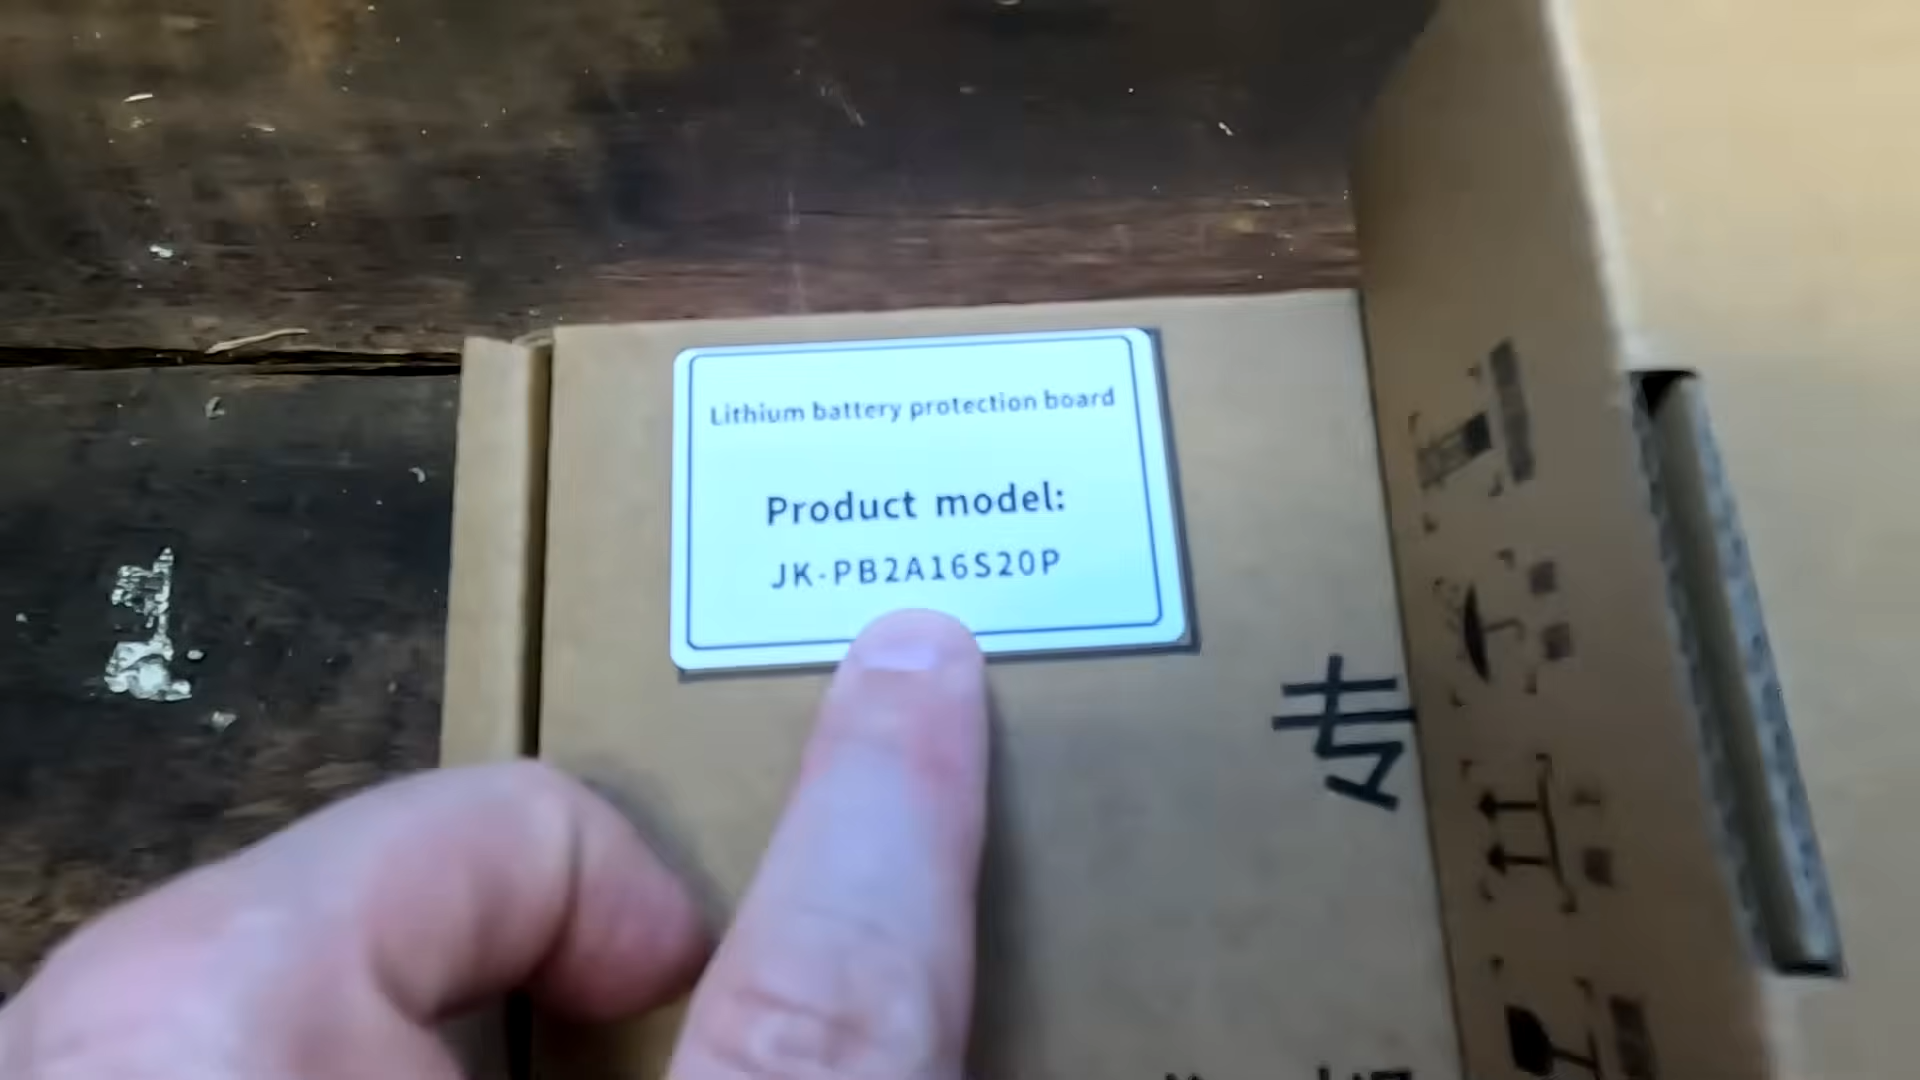 Lithium battery protection board
Product model:
JK-PB2A16S20P
专